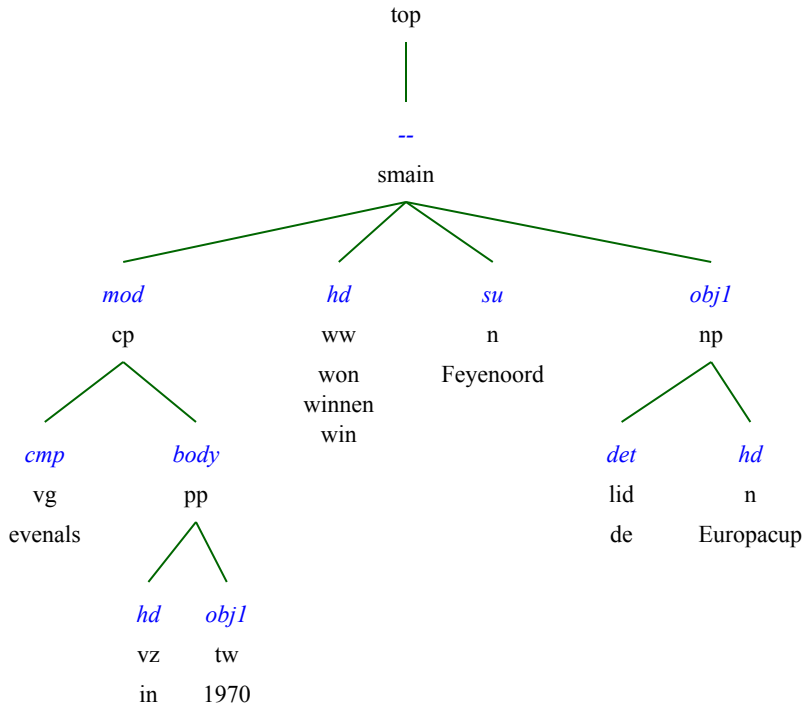 top
--
smain
mod hd su obj1
cp ww n np
won Feyenoord
winnen
win
cmp body det hd
vg pp lid n
evenals de Europacup
hd obj1
vz tw
in 1970